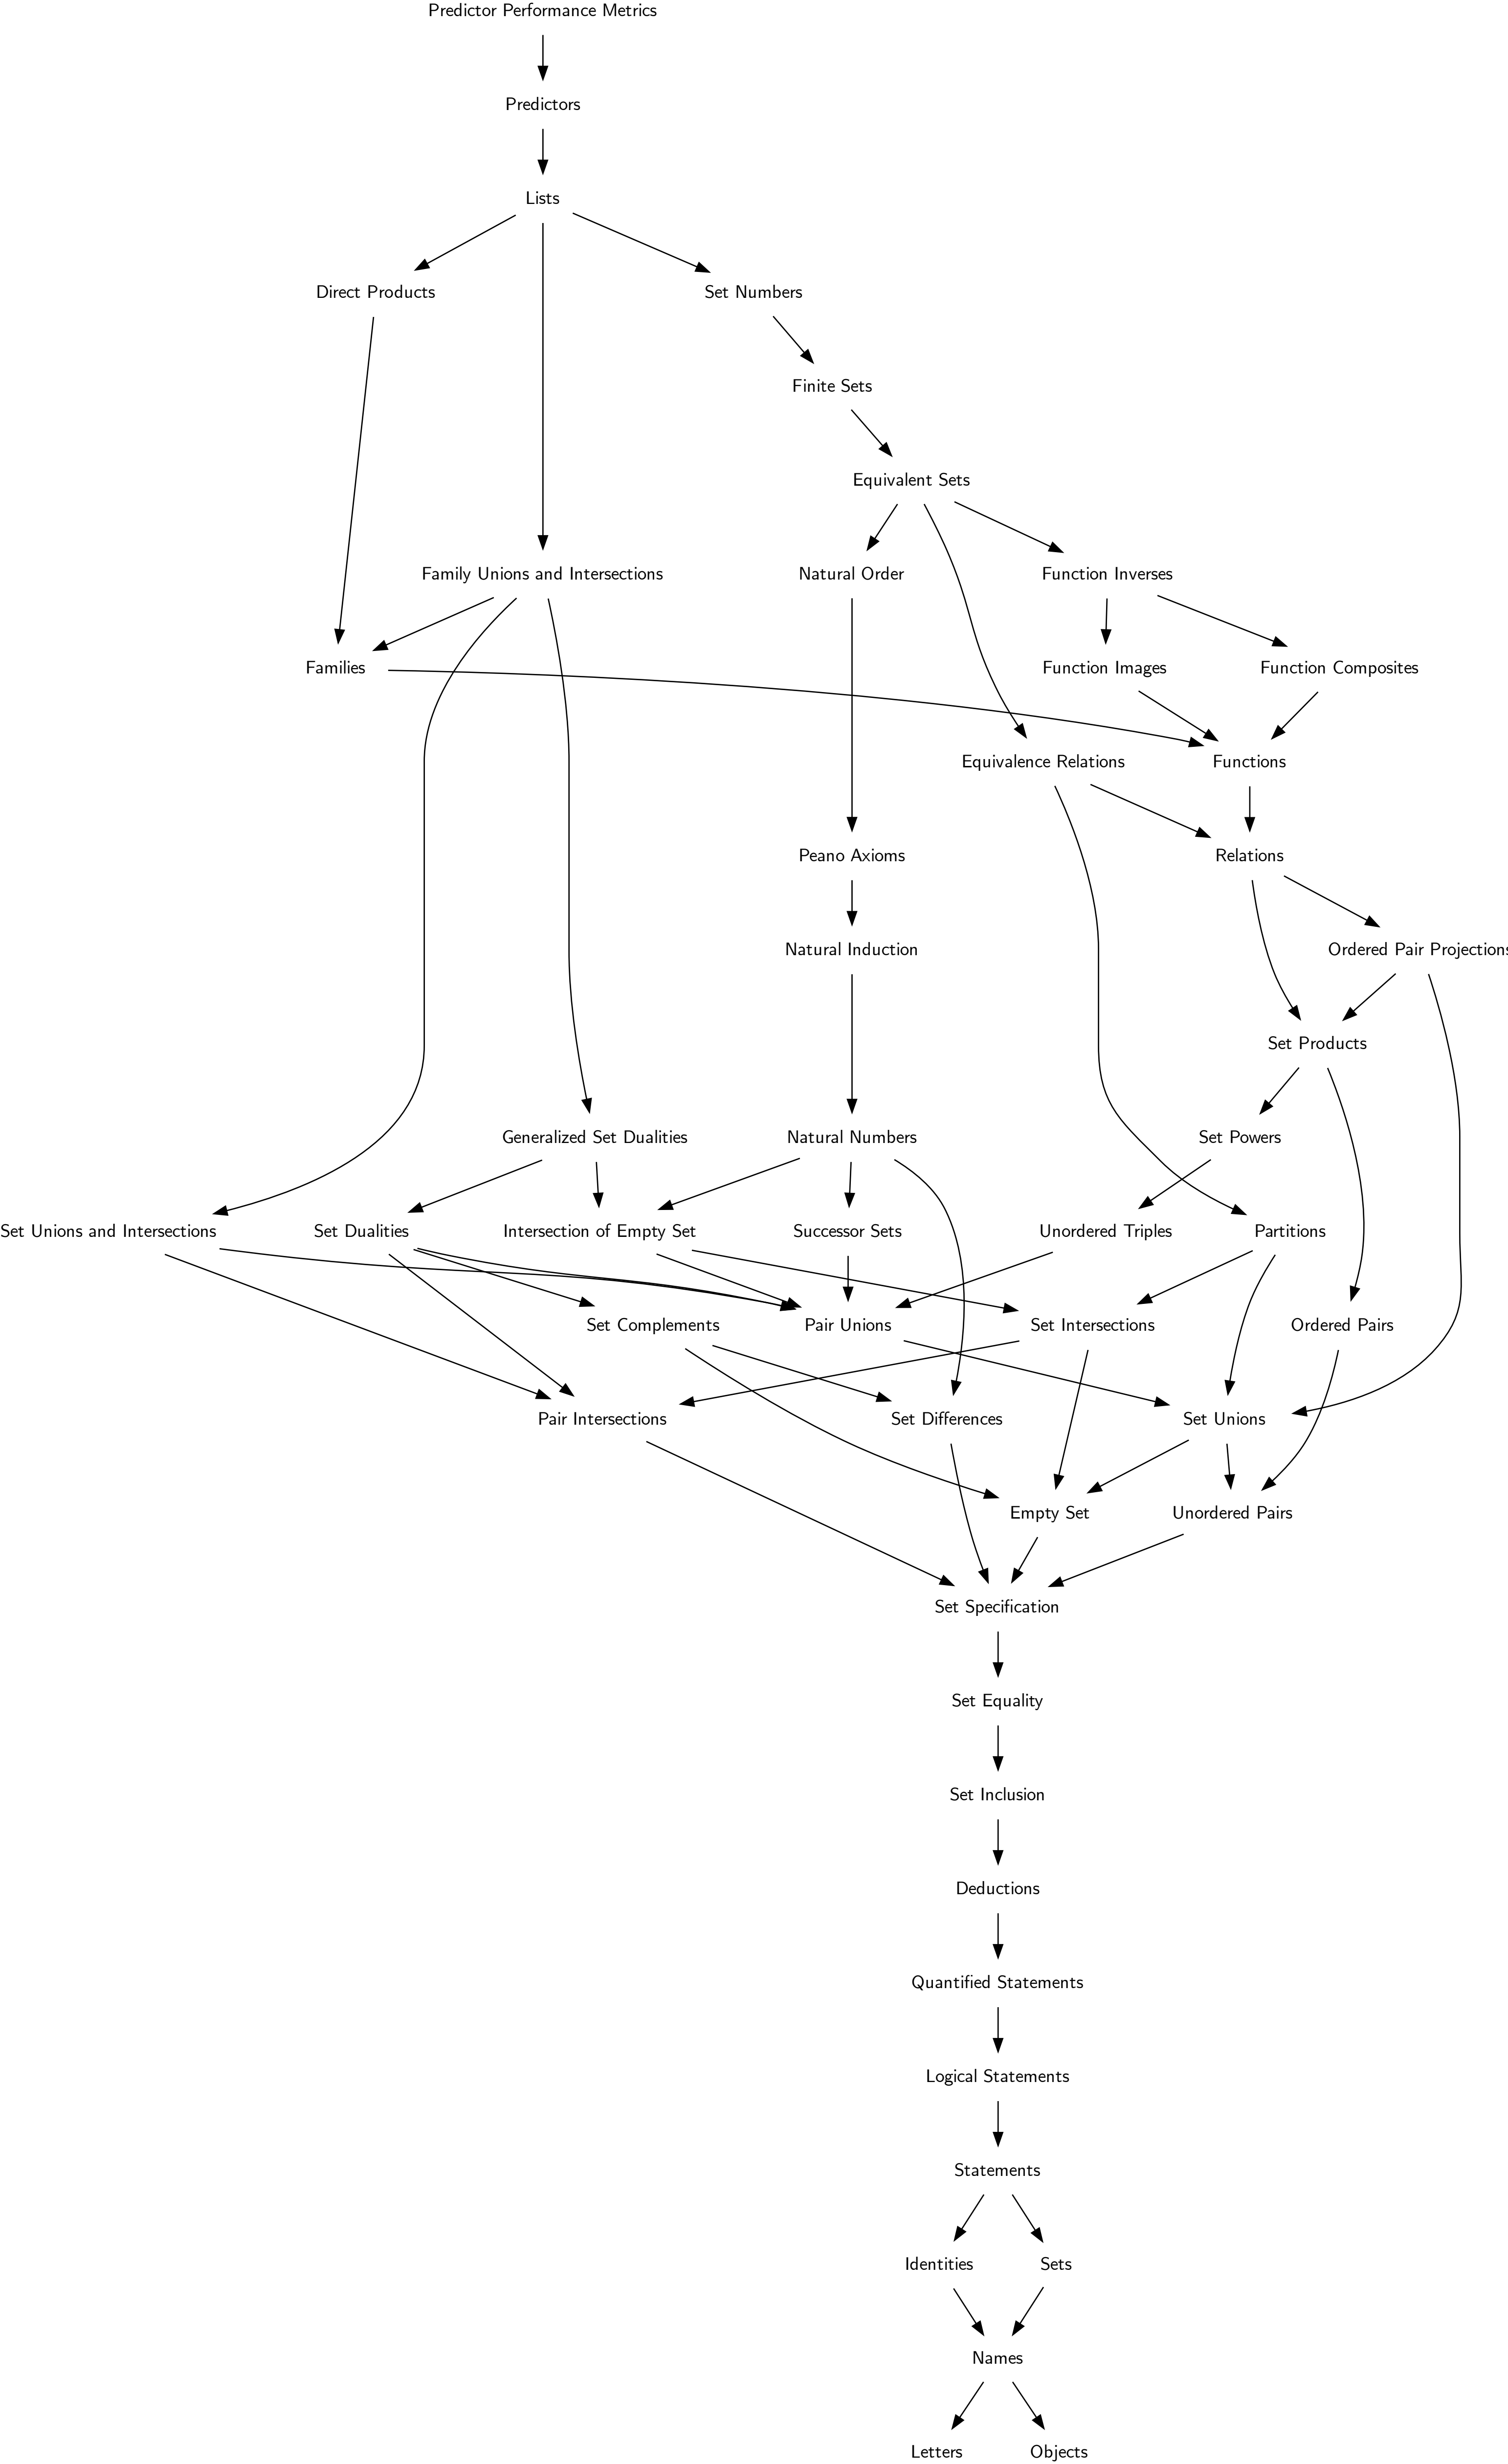 Predictor Performance Metrics
Predictors
Lists
Direct Products
Set Numbers
Finite Sets
Equivalent Sets
Family Unions and Intersections
Natural Order
Function Inverses
Families
Function Images
Function Composites
Equivalence Relations
Functions
Peano Axioms
Relations
Natural Induction
Ordered Pair Projections
Set Products
Generalized Set Dualities
Natural Numbers
Set Powers
Set Unions and Intersections
Set Dualities
Intersection of Empty Set
Successor Sets
Unordered Triples
Partitions
Set Complements
Pair Unions
Set Intersections
Ordered Pairs
Pair Intersections
Set Differences
Set Unions
Empty Set
Unordered Pairs
Set Specification
Set Equality
Set Inclusion
Deductions
Quantified Statements
Logical Statements
Statements
Identities
Sets
Names
Letters
Objects